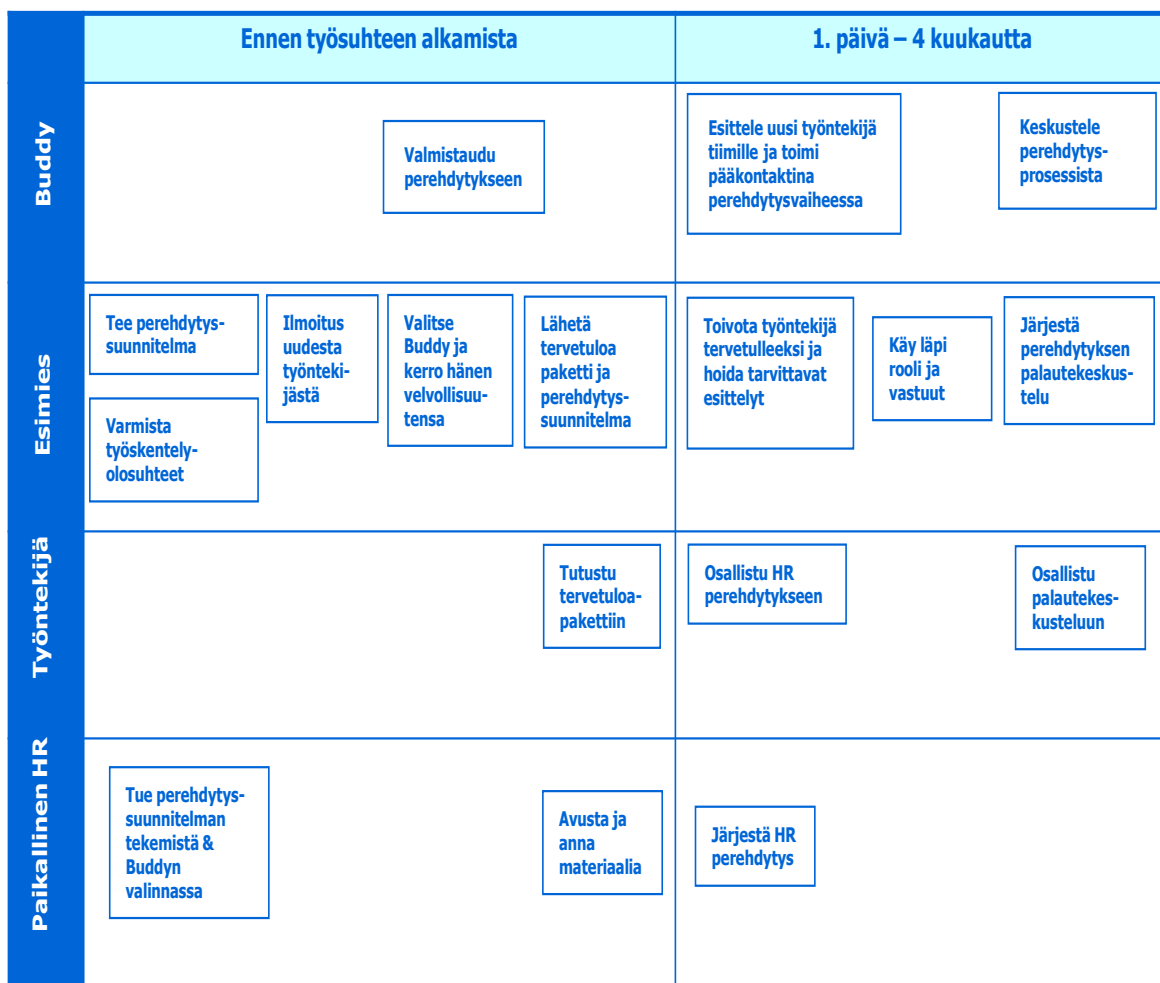 Ennen työsuhteen alkamista
1. päivä – 4 kuukautta
Buddy
Valmistaudu
perehdytykseen
Esittele uusi työntekijä
tiimille ja toimi
pääkontaktina
perehdytysvaiheessa
Keskustele
perehdytys-
prosessista
Esimies
Tee perehdytys-
suunnitelma
Varmista
työskentely-
olosuhteet
Ilmoitus
uudesta
työnteki-
jästä
Valitse
Buddy ja
kerro hänen
velvollisuu-
tensa
Lähetä
tervetuloa
paketti ja
perehdytys-
suunnitelma
Toivota työntekijä
tervetulleeksi ja
hoida tarvittavat
esittelyt
Käy läpi
rooli ja
vastuut
Järjestä
perehdytyksen
palautekeskus-
telu
Työntekijä
Tutustu
tervetuloa-
pakettiin
Osallistu HR
perehdytykseen
Osallistu
palautekes-
kusteluun
Paikallinen HR
Tue perehdytys-
suunnitelman
tekemistä &
Buddyn
valinnassa
Avusta ja
anna
materiaalia
Järjestä HR
perehdytys